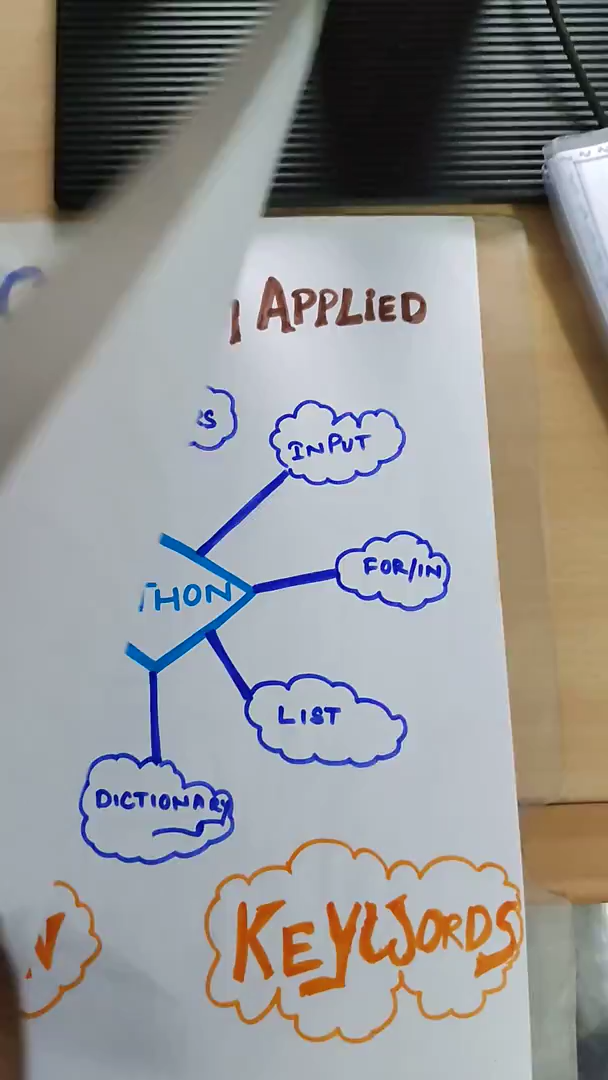 APPLIED
S
INPUT
FOR/IN
THON
LIST
DICTIONARY
KEYWORDS